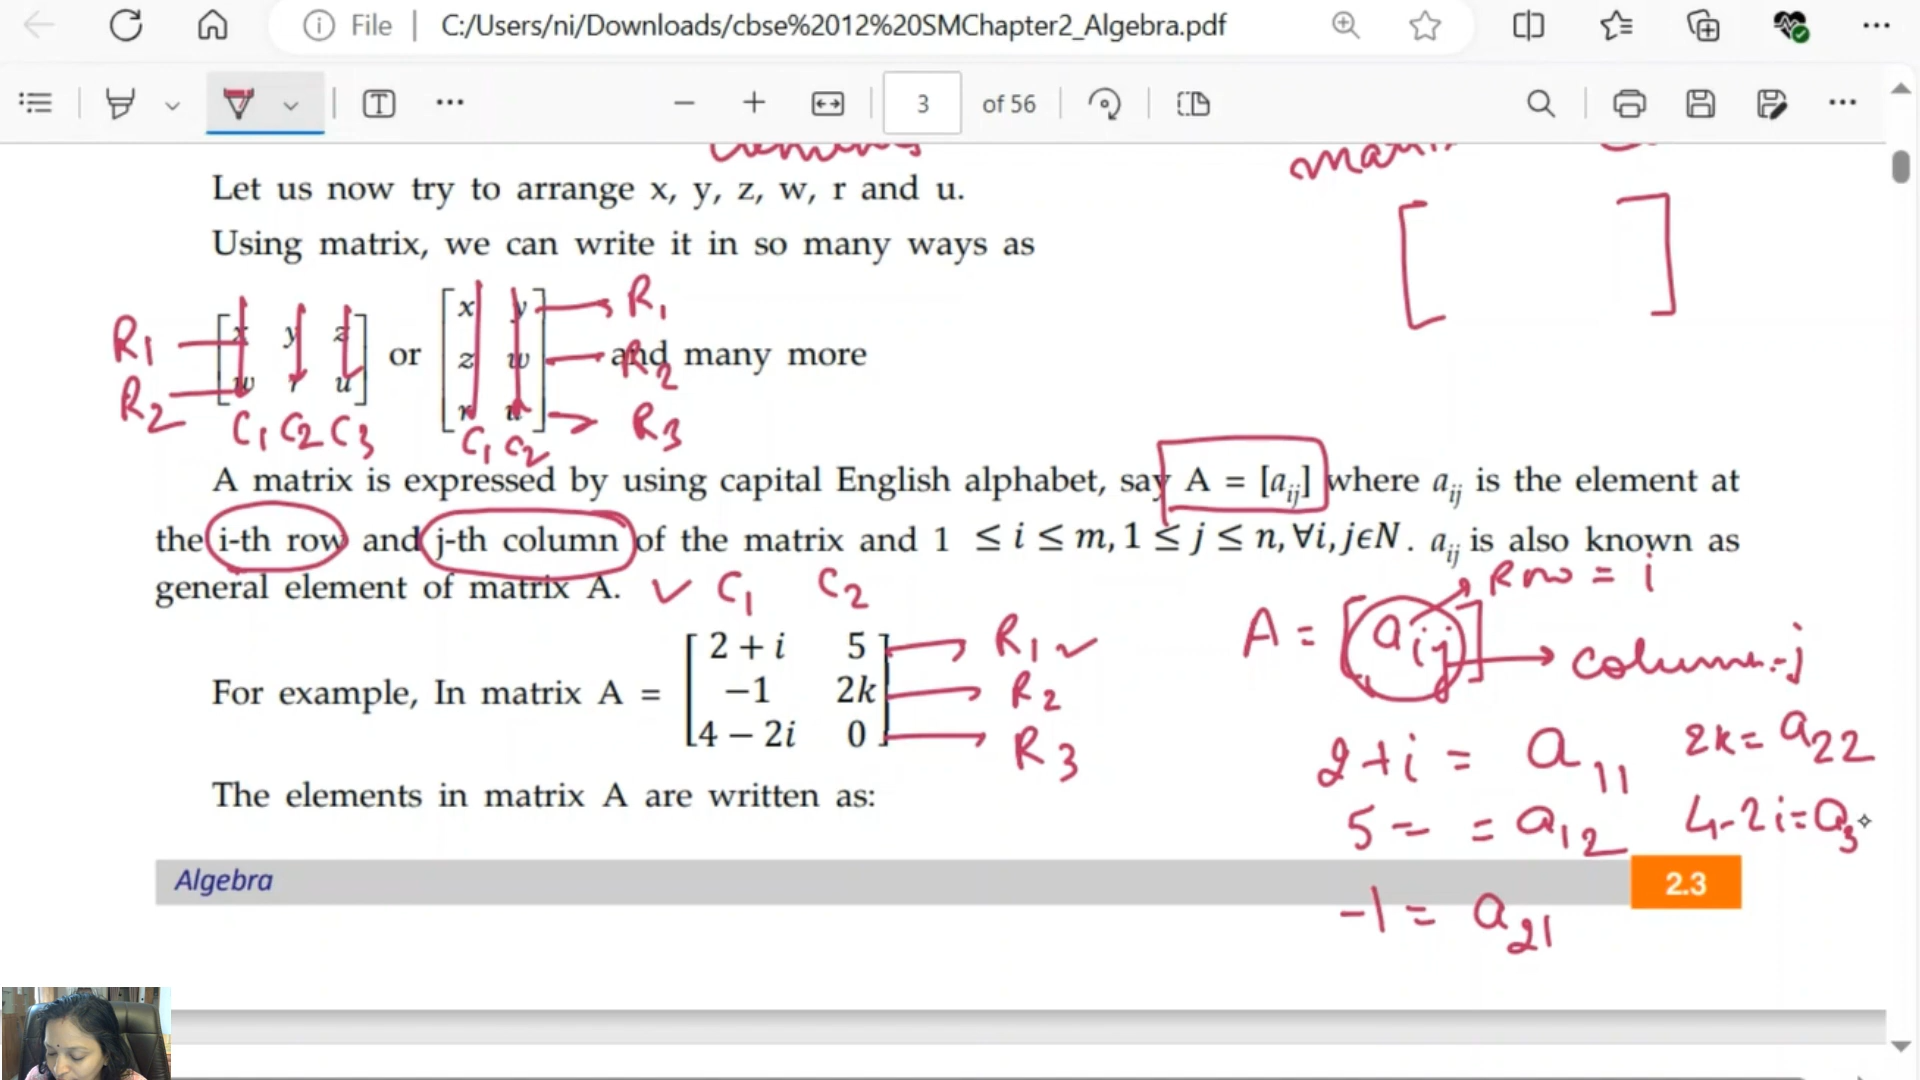 File | C:/Users/ni/Downloads/cbse%2012%20SMChapter2_Algebra.pdf
3 of 56
Let us now try to arrange x, y, z, w, r and u.
Using matrix, we can write it in so many ways as
[ ]
R1 [x y z] or [x y] R1
R2 [w r u] [z w] R2 and many more
[r u] R3
C1 C2 C3 C1 C2
A matrix is expressed by using capital English alphabet, say A = [aij] where aij is the element at
the i-th row and j-th column of the matrix and 1 ≤ i ≤ m, 1 ≤ j ≤ n, ∀i, jϵN. aij is also known as
general element of matrix A. ✓ C1 C2
Row = i
A = [aij] column = j
[2 + i 5] R1 ✓
For example, In matrix A = [−1 2k] R2
[4 − 2i 0] R3
2+i = a11 2k = a22
The elements in matrix A are written as:
5 = = a12 4-2i = a3
Algebra 2.3
-1 = a21